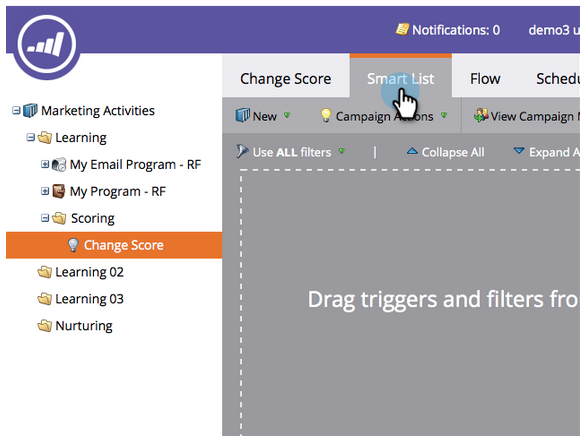 Notifications: 0 demo3 u
Change Score Smart List Flow Schedu
New Campaign Actions View Campaign
Use ALL filters | Collapse All Expand A
Marketing Activities
Learning
My Email Program - RF
My Program - RF
Scoring
Change Score
Learning 02
Learning 03
Nurturing
Drag triggers and filters fro